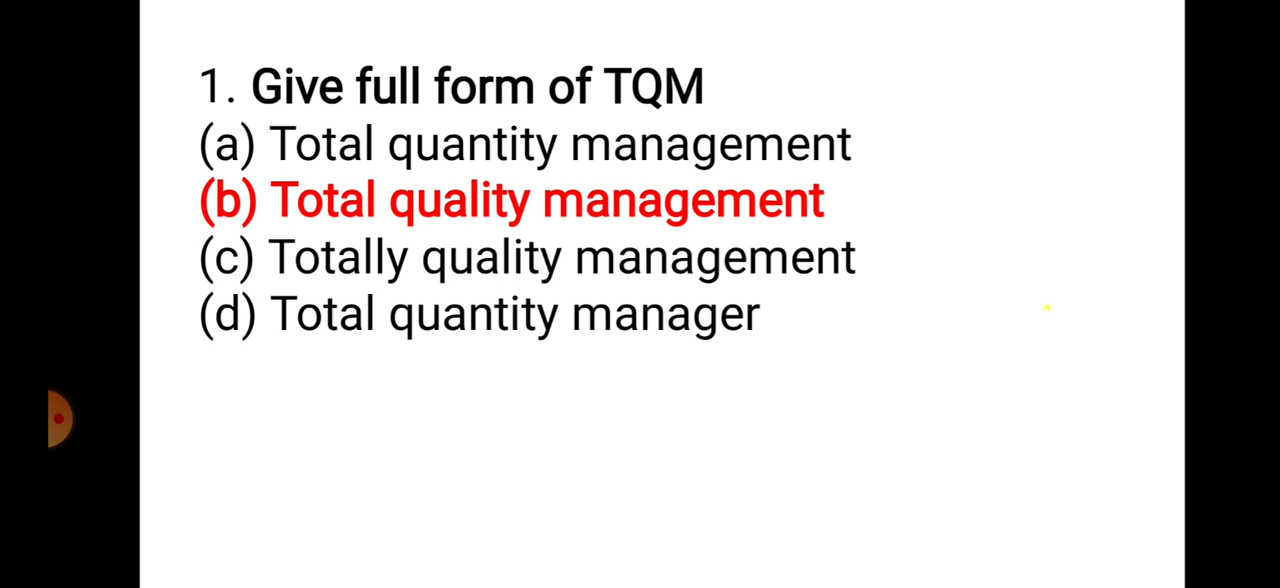 1. Give full form of TQM
(a) Total quantity management
(b) Total quality management
(c) Totally quality management
(d) Total quantity manager